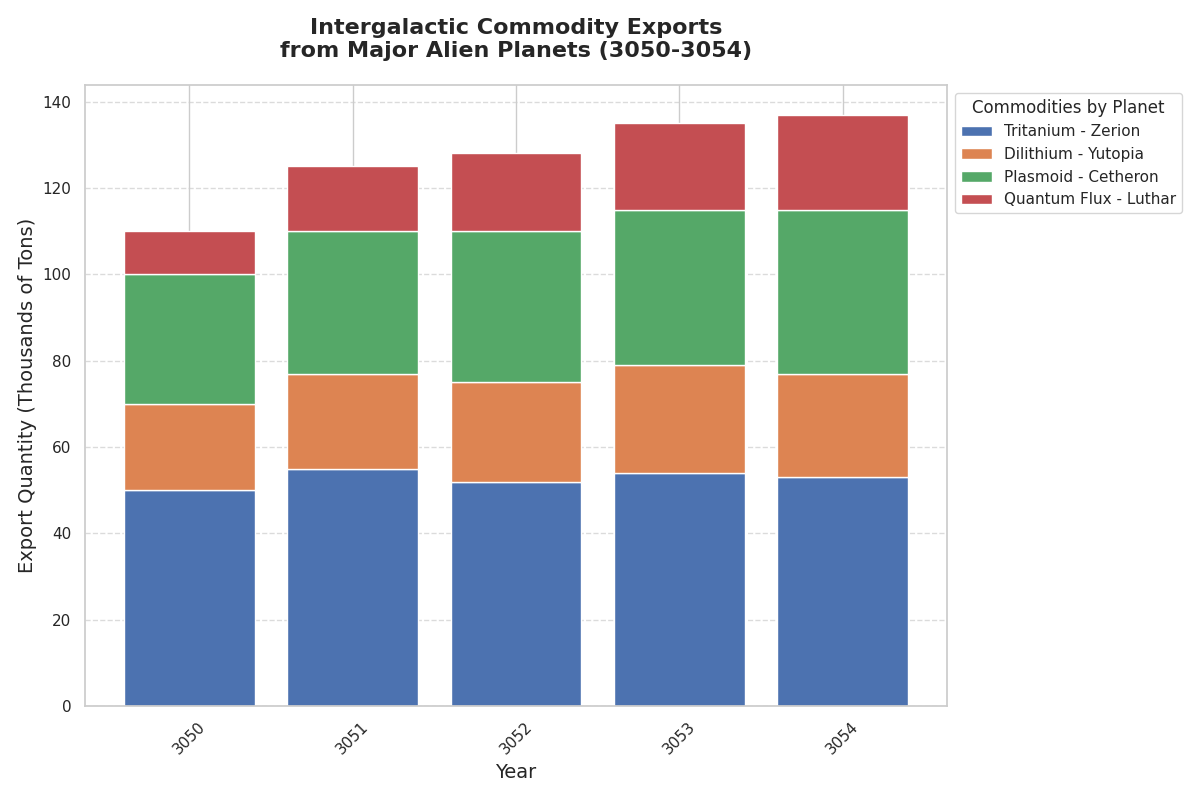 Intergalactic Commodity Exports
from Major Alien Planets (3050-3054)
Commodities by Planet
Tritanium - Zerion
Dilithium - Yutopia
Plasmoid - Cetheron
Quantum Flux - Luthar
Export Quantity (Thousands of Tons)
140
120
100
80
60
40
20
0
3050
3051
3052
3053
3054
Year